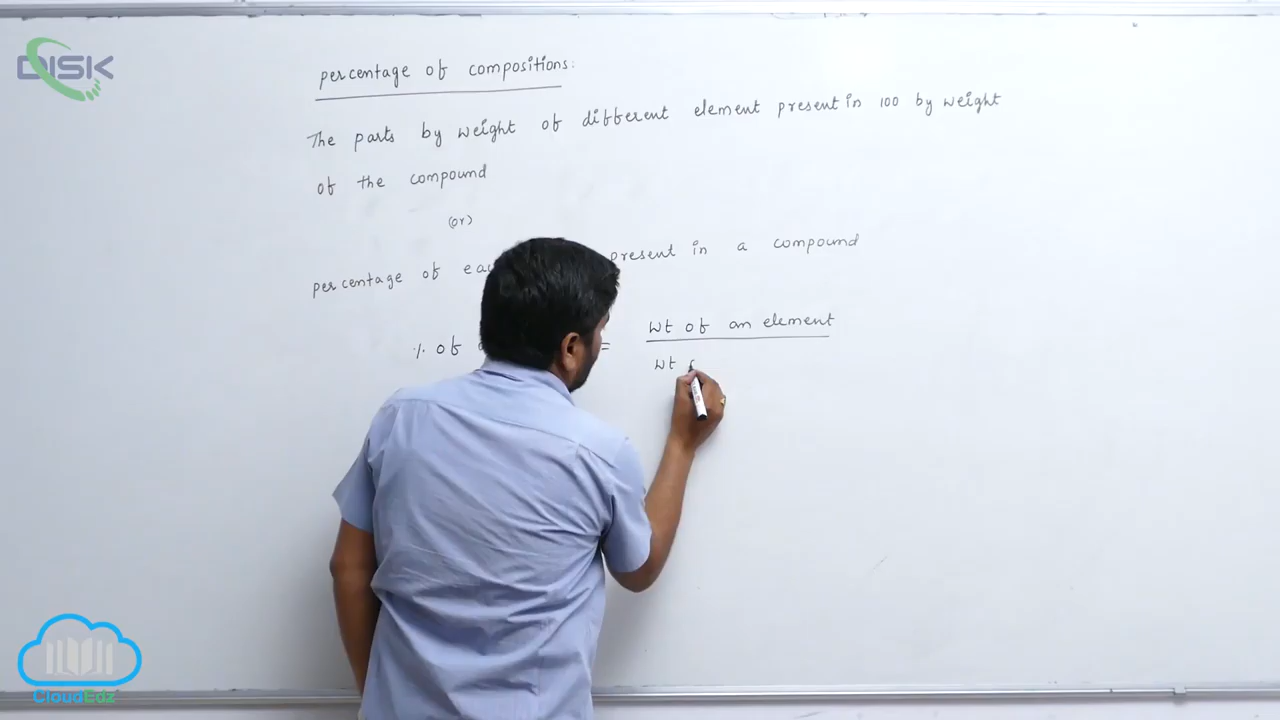 DISK
percentage of compositions:
The parts by weight of different element present in 100 by weight
of the compound
(or)
percentage of present in a compound
% of = Wt of an element
Wt
CloudEdz